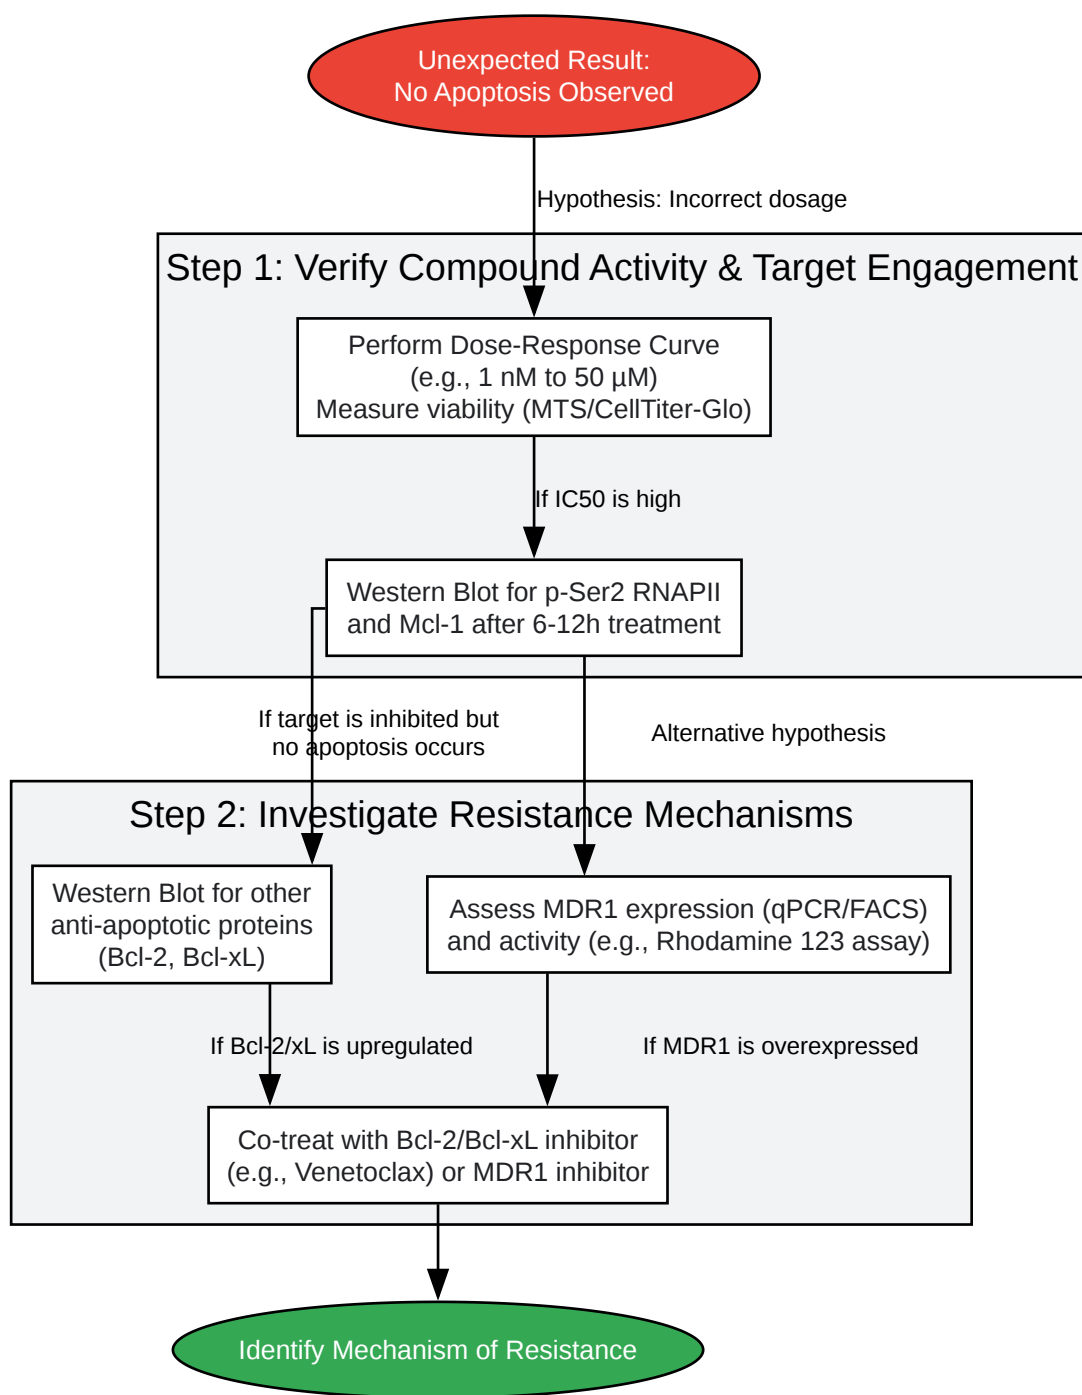 Unexpected Result:
No Apoptosis Observed
Hypothesis: Incorrect dosage
Step 1: Verify Compound Activity & Target Engagement
Perform Dose-Response Curve
(e.g., 1 nM to 50 µM)
Measure viability (MTS/CellTiter-Glo)
If IC50 is high
Western Blot for p-Ser2 RNAPII
and Mcl-1 after 6-12h treatment
If target is inhibited but
no apoptosis occurs
Alternative hypothesis
Step 2: Investigate Resistance Mechanisms
Western Blot for other
anti-apoptotic proteins
(Bcl-2, Bcl-xL)
Assess MDR1 expression (qPCR/FACS)
and activity (e.g., Rhodamine 123 assay)
If Bcl-2/xL is upregulated
If MDR1 is overexpressed
Co-treat with Bcl-2/Bcl-xL inhibitor
(e.g., Venetoclax) or MDR1 inhibitor
Identify Mechanism of Resistance